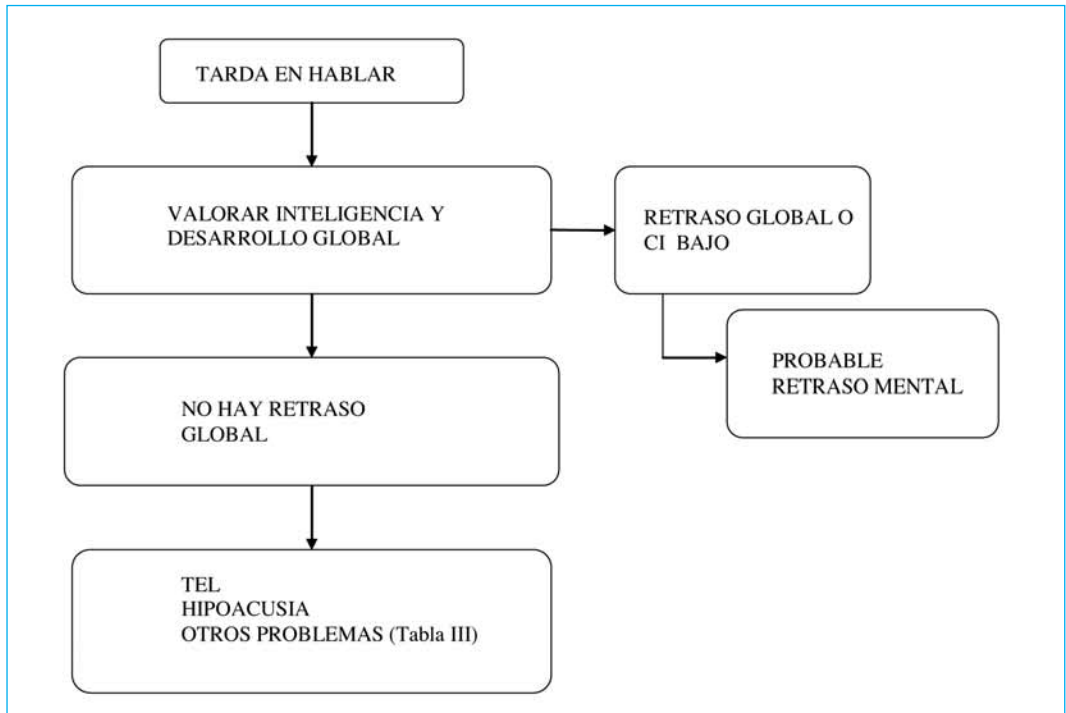 TARDA EN HABLAR
VALORAR INTELIGENCIA Y
DESARROLLO GLOBAL
RETRASO GLOBAL O
CI BAJO
PROBABLE
RETRASO MENTAL
NO HAY RETRASO
GLOBAL
TEL
HIPOACUSIA
OTROS PROBLEMAS (Tabla III)